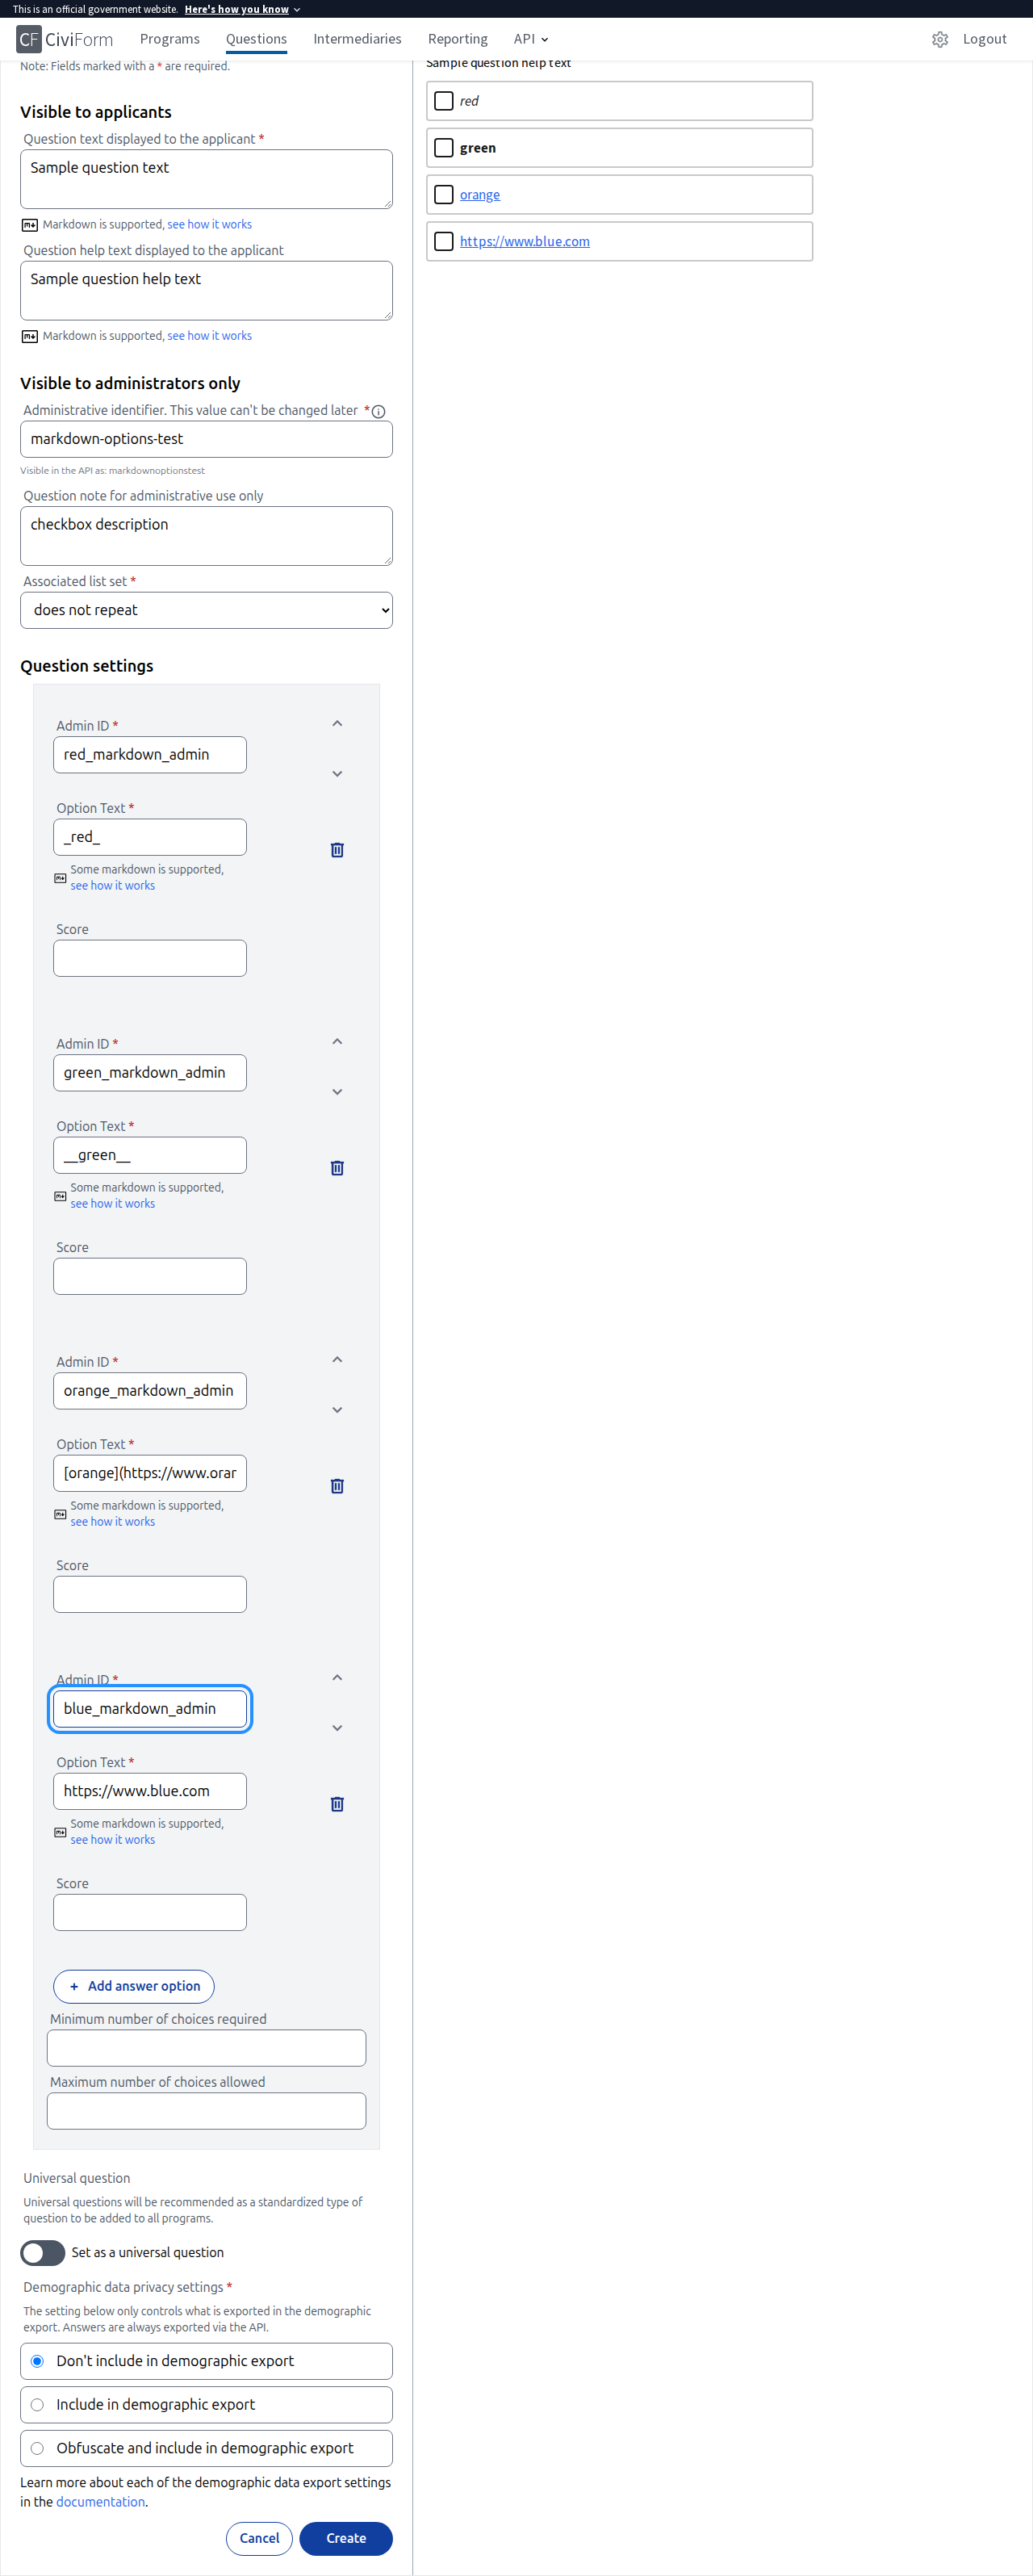 This is an official government website. Here's how you know
CF CiviForm Programs Questions Intermediaries Reporting API Logout
Note: Fields marked with a * are required.
Visible to applicants
Question text displayed to the applicant *
Sample question text
Markdown is supported, see how it works
Question help text displayed to the applicant
Sample question help text
Markdown is supported, see how it works
Visible to administrators only
Administrative identifier. This value can't be changed later *
markdown-options-test
Visible in the API as: markdownoptionstest
Question note for administrative use only
checkbox description
Associated list set *
does not repeat
Question settings
Admin ID *
red_markdown_admin
Option Text *
_red_
Some markdown is supported,
see how it works
Score
Admin ID *
green_markdown_admin
Option Text *
__green__
Some markdown is supported,
see how it works
Score
Admin ID *
orange_markdown_admin
Option Text *
[orange](https://www.orar
Some markdown is supported,
see how it works
Score
Admin ID *
blue_markdown_admin
Option Text *
https://www.blue.com
Some markdown is supported,
see how it works
Score
+ Add answer option
Minimum number of choices required
Maximum number of choices allowed
Universal question
Universal questions will be recommended as a standardized type of
question to be added to all programs.
Set as a universal question
Demographic data privacy settings *
The setting below only controls what is exported in the demographic
export. Answers are always exported via the API.
Don't include in demographic export
Include in demographic export
Obfuscate and include in demographic export
Learn more about each of the demographic data export settings
in the documentation.
Cancel Create
Sample question help text
red
green
orange
https://www.blue.com